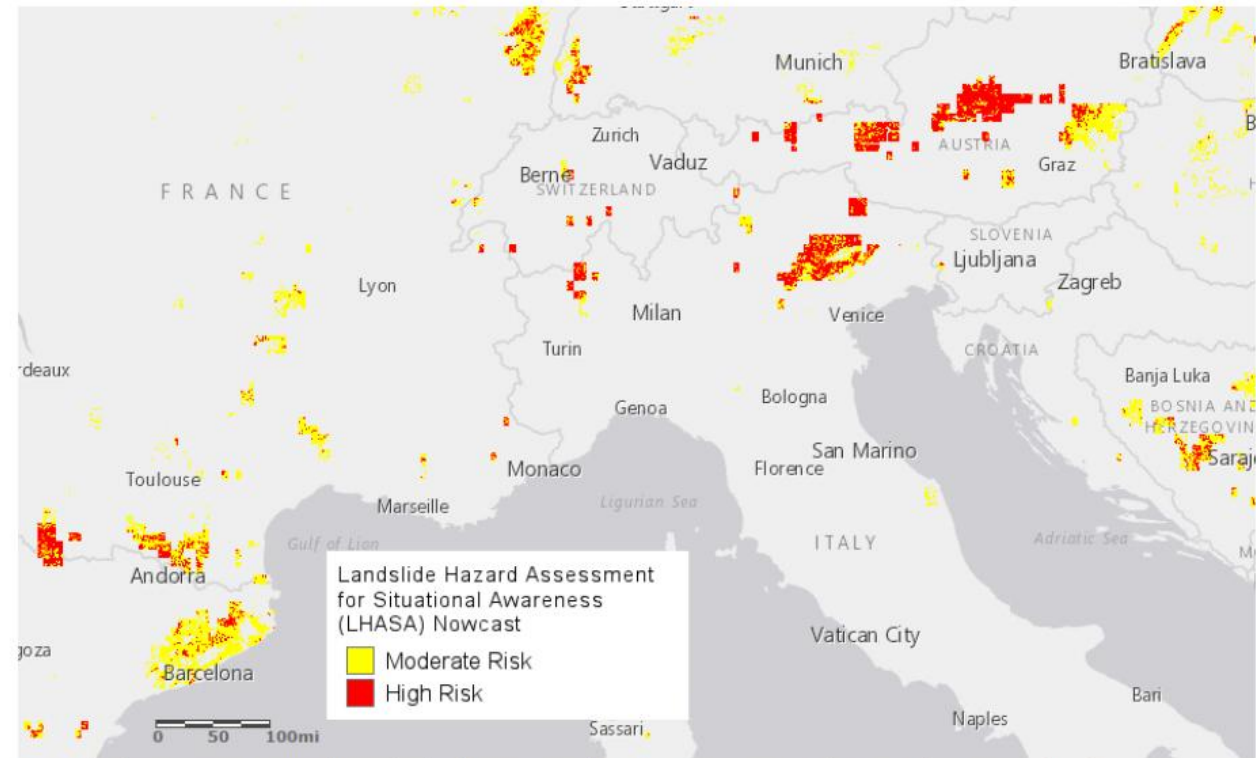 Munich
Bratislava
Zurich
Vaduz
AUSTRIA
Berne
Graz
FRANCE
SWITZERLAND
SLOVENIA
Ljubljana
Lyon
Zagreb
Milan
Venice
Turin
CROATIA
rdeaux
Banja Luka
Bologna
Genoa
BOSNIA AN
HERZEGOVIN
San Marino
Saraj
Monaco
Florence
Toulouse
Marseille
Ligurian Sea
Gulf of Lion
ITALY
Adriatic Sea
Andorra
Landslide Hazard Assessment
for Situational Awareness
(LHASA) Nowcast
Moderate Risk
High Risk
Vatican City
goza
Barcelona
Bari
Naples
Sassari
0 50 100mi